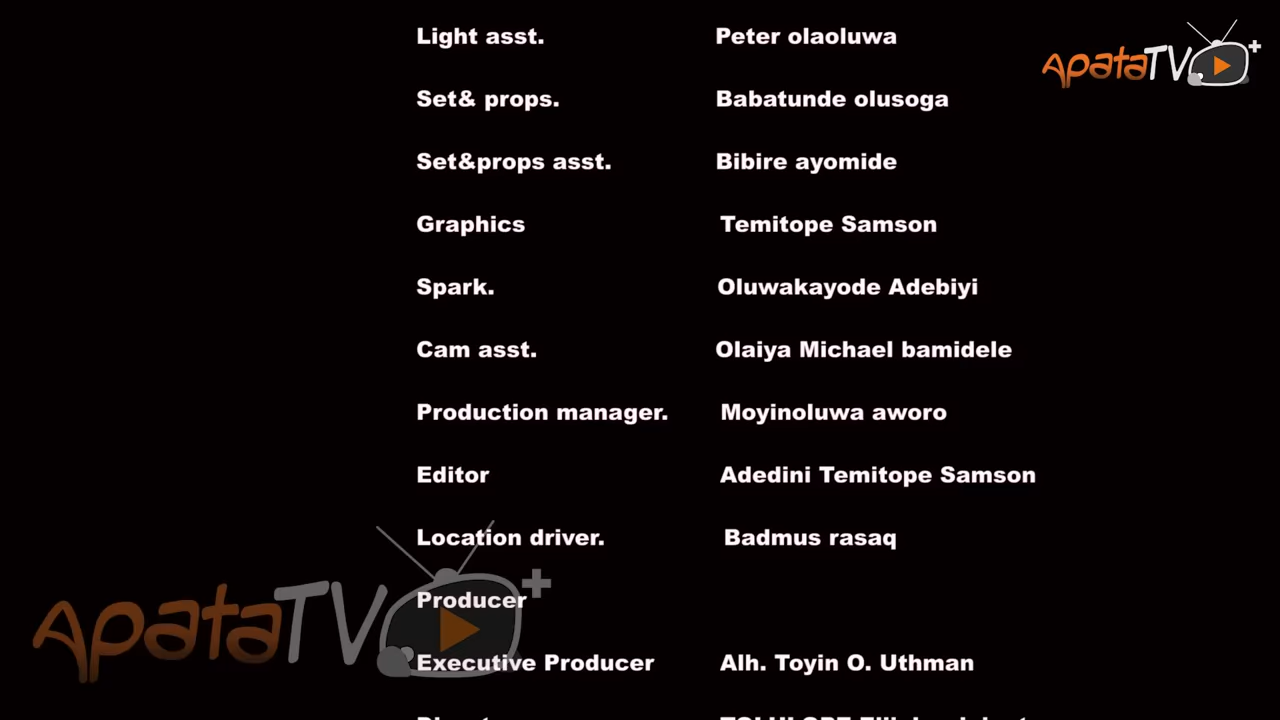 Light asst. Peter olaoluwa
ApataTV+
Set& props. Babatunde olusoga
Set&props asst. Bibire ayomide
Graphics Temitope Samson
Spark. Oluwakayode Adebiyi
Cam asst. Olaiya Michael bamidele
Production manager. Moyinoluwa aworo
Editor Adedini Temitope Samson
Location driver. Badmus rasaq
Producer
ApataTV+
Executive Producer Alh. Toyin O. Uthman